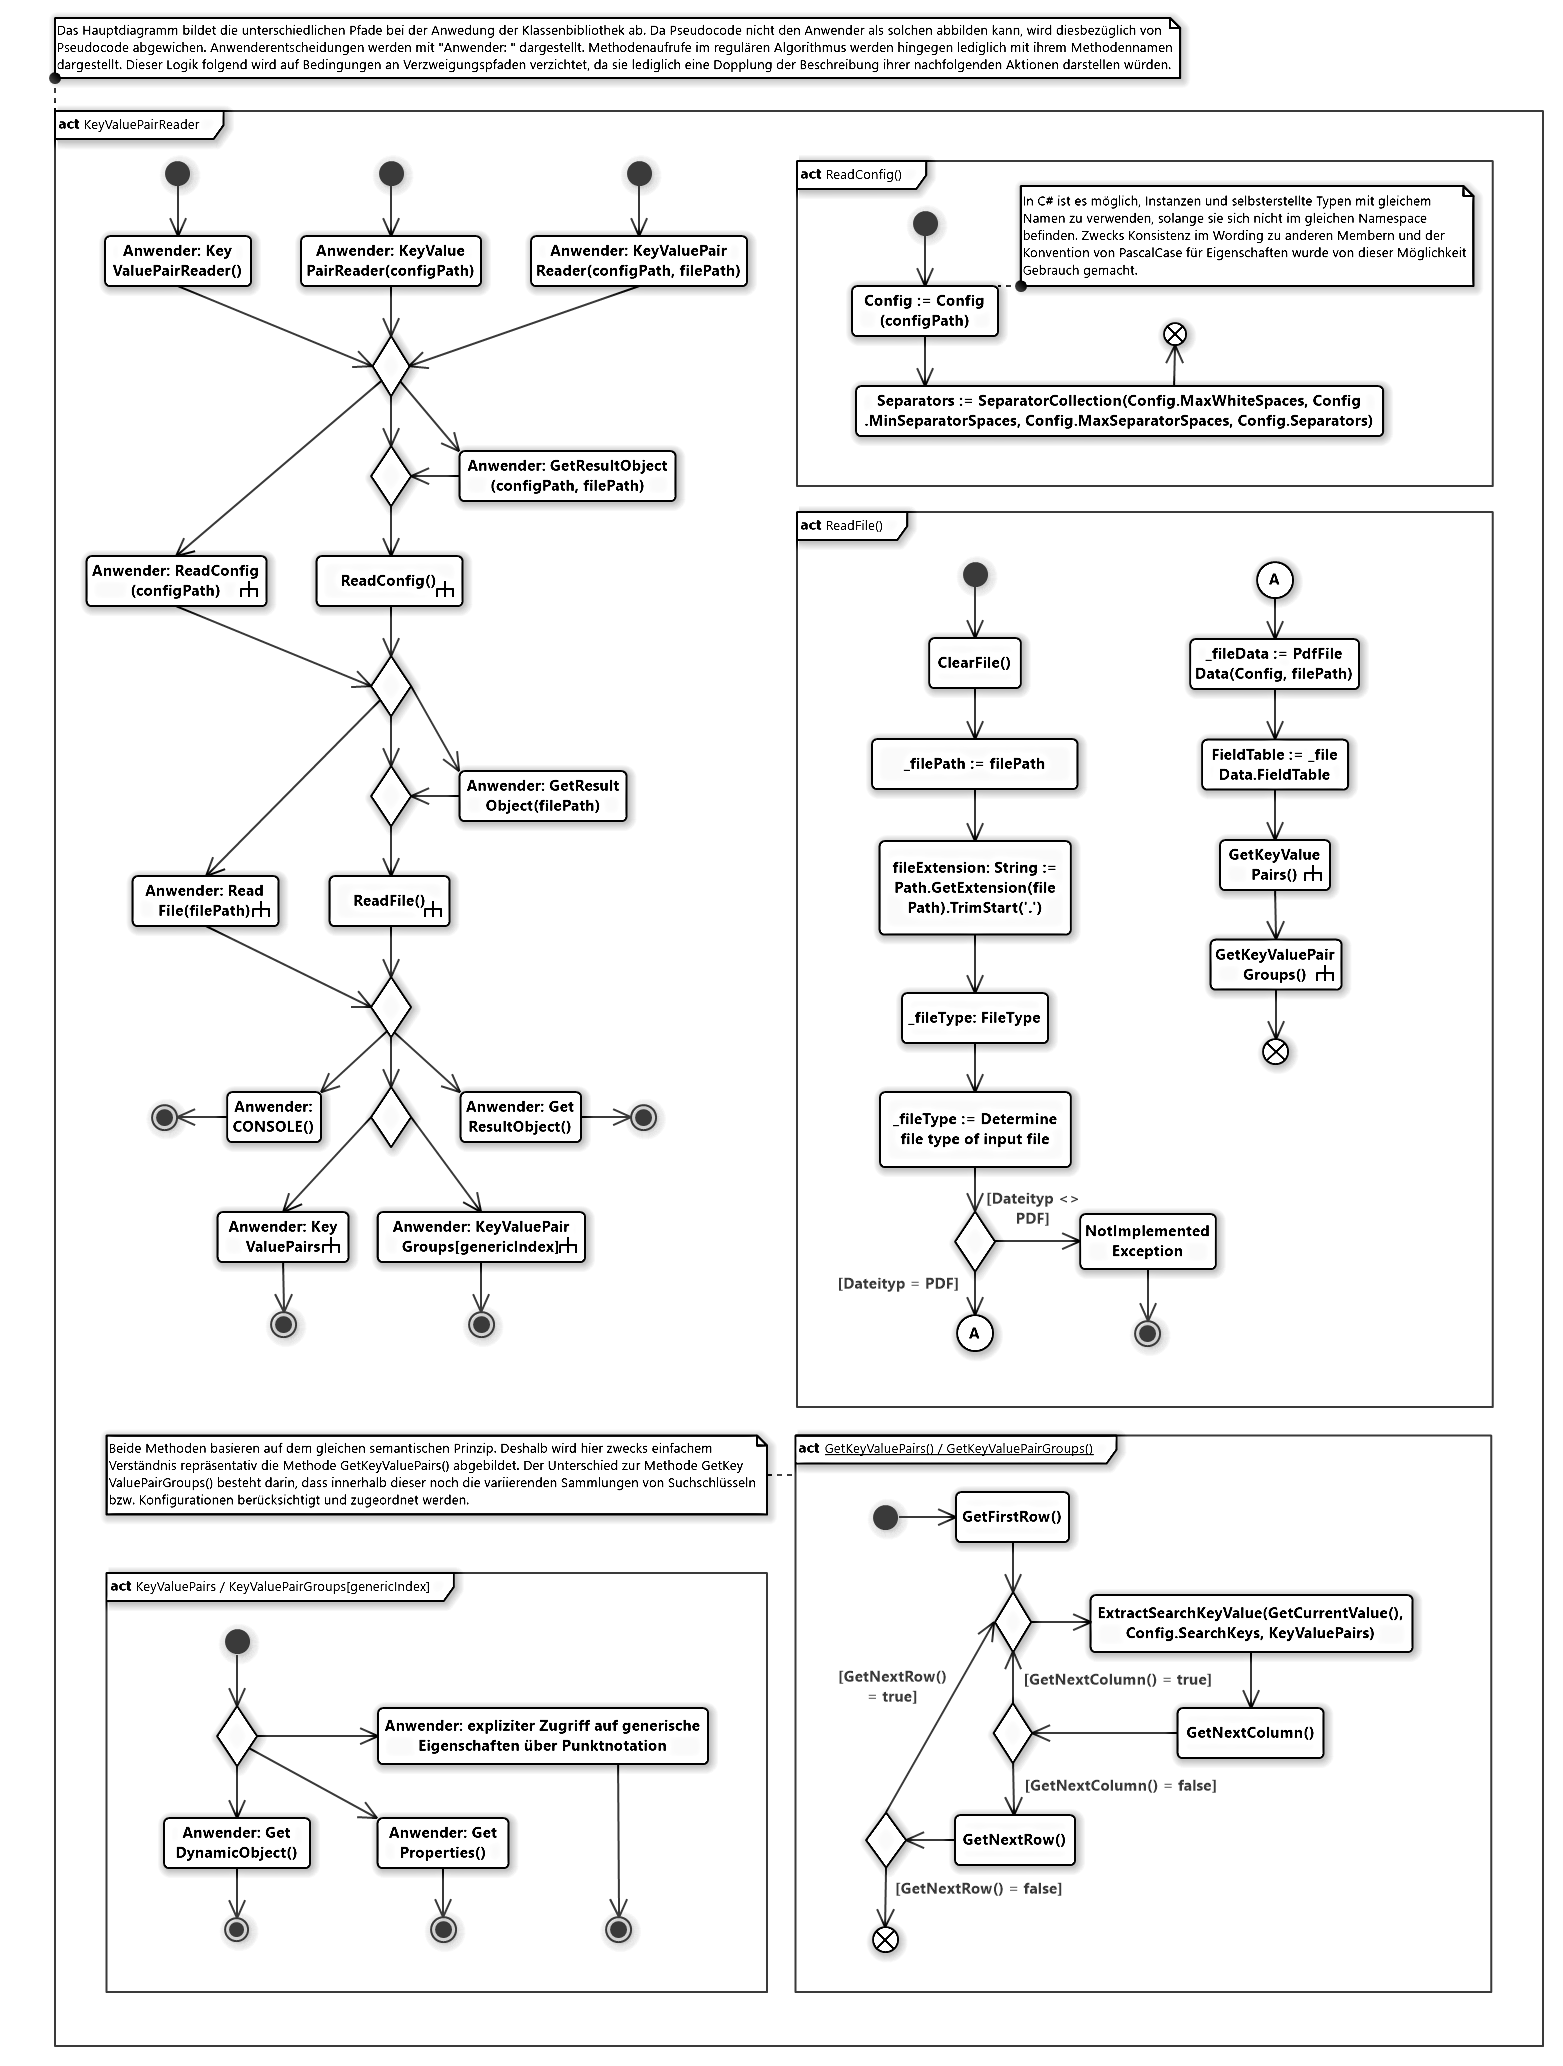 Das Hauptdiagramm bildet die unterschiedlichen Pfade bei der Anwedung der Klassenbibliothek ab. Da Pseudocode nicht den Anwender als solchen abbilden kann, wird diesbezüglich von
Pseudocode abgewichen. Anwenderentscheidungen werden mit "Anwender: " dargestellt. Methodenaufrufe im regulären Algorithmus werden hingegen lediglich mit ihrem Methodennamen
dargestellt. Dieser Logik folgend wird auf Bedingungen an Verzweigungspfaden verzichtet, da sie lediglich eine Dopplung der Beschreibung ihrer nachfolgenden Aktionen darstellen würden.
act KeyValuePairReader
Anwender: Key
ValuePairReader()
Anwender: KeyValue
PairReader(configPath)
Anwender: KeyValuePair
Reader(configPath, filePath)
Anwender: GetResultObject
(configPath, filePath)
Anwender: ReadConfig
(configPath)
ReadConfig()
Anwender: GetResult
Object(filePath)
Anwender: Read
File(filePath)
ReadFile()
Anwender:
CONSOLE()
Anwender: Get
ResultObject()
Anwender: Key
ValuePairs
Anwender: KeyValuePair
Groups[genericIndex]
act ReadConfig()
In C# ist es möglich, Instanzen und selbsterstellte Typen mit gleichem
Namen zu verwenden, solange sie sich nicht im gleichen Namespace
befinden. Zwecks Konsistenz im Wording zu anderen Membern und der
Konvention von PascalCase für Eigenschaften wurde von dieser Möglichkeit
Gebrauch gemacht.
Config := Config
(configPath)
Separators := SeparatorCollection(Config.MaxWhiteSpaces, Config
.MinSeparatorSpaces, Config.MaxSeparatorSpaces, Config.Separators)
act ReadFile()
ClearFile()
_filePath := filePath
fileExtension: String :=
Path.GetExtension(file
Path).TrimStart('.')
_fileType: FileType
_fileType := Determine
file type of input file
[Dateityp <>
PDF]
NotImplemented
Exception
[Dateityp = PDF]
A
A
_fileData := PdfFile
Data(Config, filePath)
FieldTable := _file
Data.FieldTable
GetKeyValue
Pairs()
GetKeyValuePair
Groups()
Beide Methoden basieren auf dem gleichen semantischen Prinzip. Deshalb wird hier zwecks einfachem
Verständnis repräsentativ die Methode GetKeyValuePairs() abgebildet. Der Unterschied zur Methode GetKey
ValuePairGroups() besteht darin, dass innerhalb dieser noch die variierenden Sammlungen von Suchschlüsseln
bzw. Konfigurationen berücksichtigt und zugeordnet werden.
act KeyValuePairs / KeyValuePairGroups[genericIndex]
Anwender: expliziter Zugriff auf generische
Eigenschaften über Punktnotation
Anwender: Get
DynamicObject()
Anwender: Get
Properties()
act GetKeyValuePairs() / GetKeyValuePairGroups()
GetFirstRow()
ExtractSearchKeyValue(GetCurrentValue(),
Config.SearchKeys, KeyValuePairs)
[GetNextRow()
= true]
[GetNextColumn() = true]
GetNextColumn()
[GetNextColumn() = false]
GetNextRow()
[GetNextRow() = false]